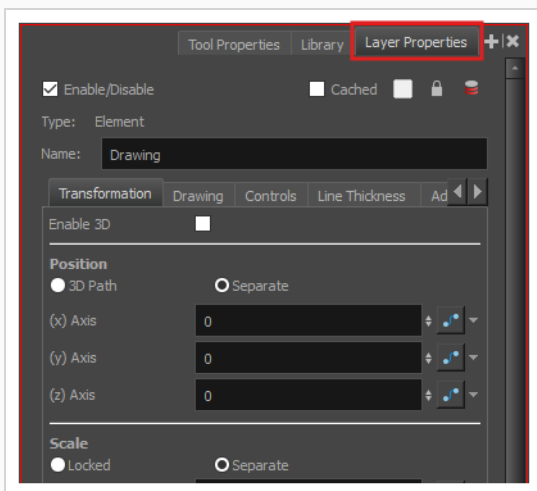 Tool Properties Library Layer Properties
Enable/Disable Cached
Type: Element
Name: Drawing
Transformation Drawing Controls Line Thickness Ad
Enable 3D
Position
3D Path Separate
(x) Axis 0
(y) Axis 0
(z) Axis 0
Scale
Locked Separate